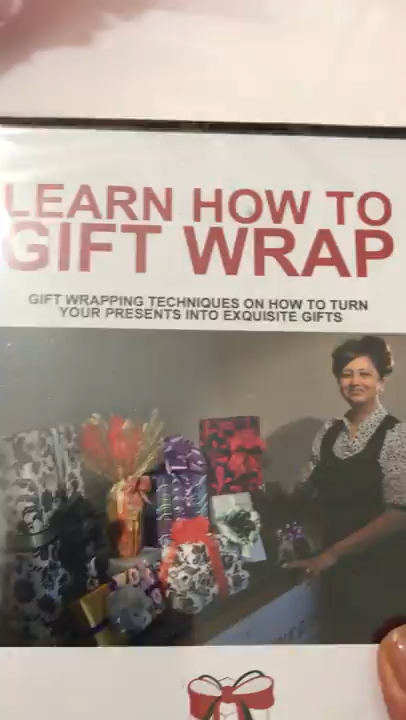 LEARN HOW TO
GIFT WRAP
GIFT WRAPPING TECHNIQUES ON HOW TO TURN
YOUR PRESENTS INTO EXQUISITE GIFTS